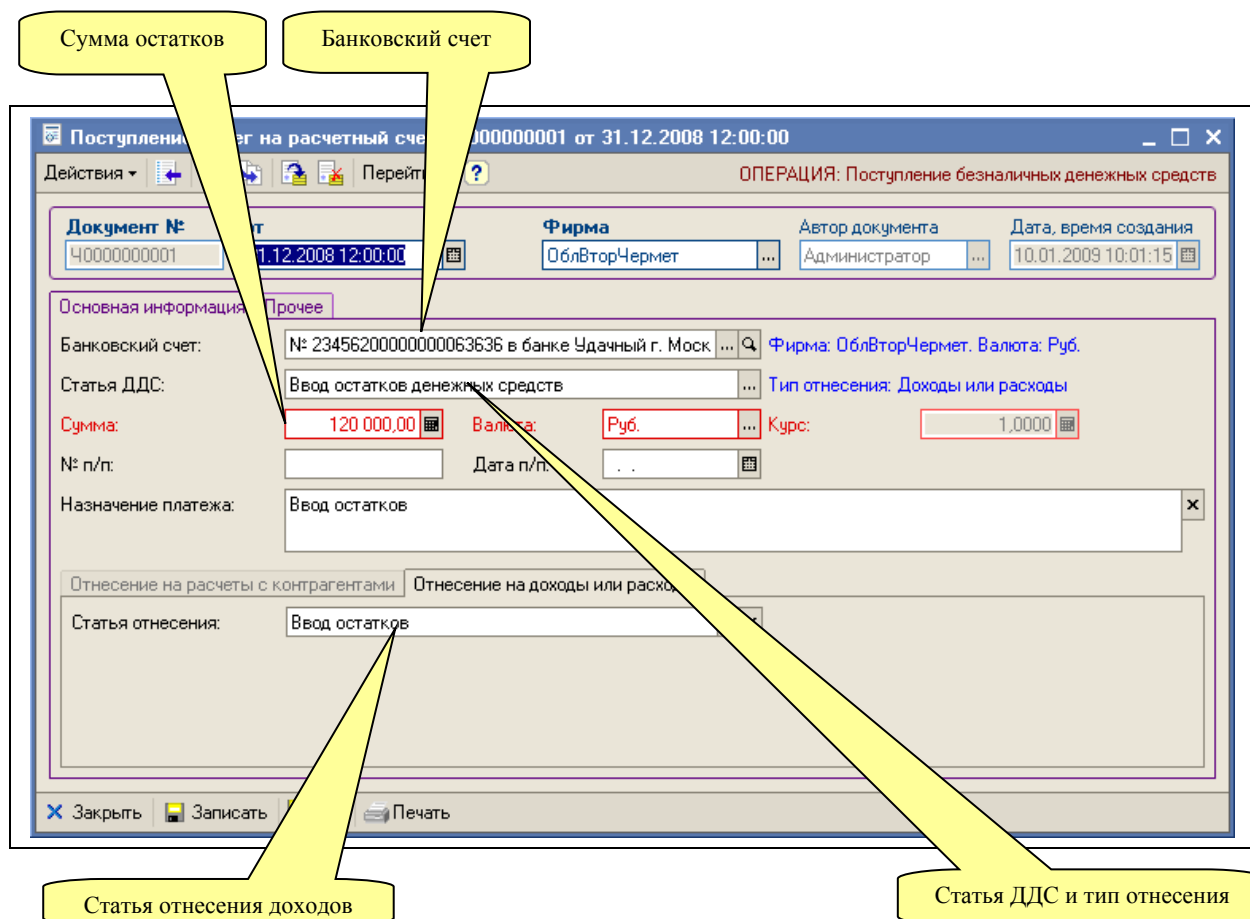 Сумма остатков
Банковский счет
Поступлени ег на расчетный сче 000000001 от 31.12.2008 12:00:00
Действия Перейт ?
ОПЕРАЦИЯ: Поступление безналичных денежных средств
Документ № от Фирма Автор документа Дата, время создания
Ч0000000001 1.12.2008 12:00:00 ОблВторЧермет ... Администратор ... 10.01.2009 10:01:15
Основная информация Прочее
Банковский счет: № 23456200000000063636 в банке Удачный г. Моск ... Фирма: ОблВторЧермет. Валюта: Руб.
Статья ДДС: Ввод остатков денежных средств ... Тип отнесения: Доходы или расходы
Сумма: 120 000,00 Валюта: Руб. ... Курс: 1,0000
№ п/п: Дата п/п: . .
Назначение платежа: Ввод остатков
Отнесение на расчеты с контрагентами Отнесение на доходы или расхо
Статья отнесения: Ввод остатков
Закрыть Записать Печать
Статья отнесения доходов
Статья ДДС и тип отнесения